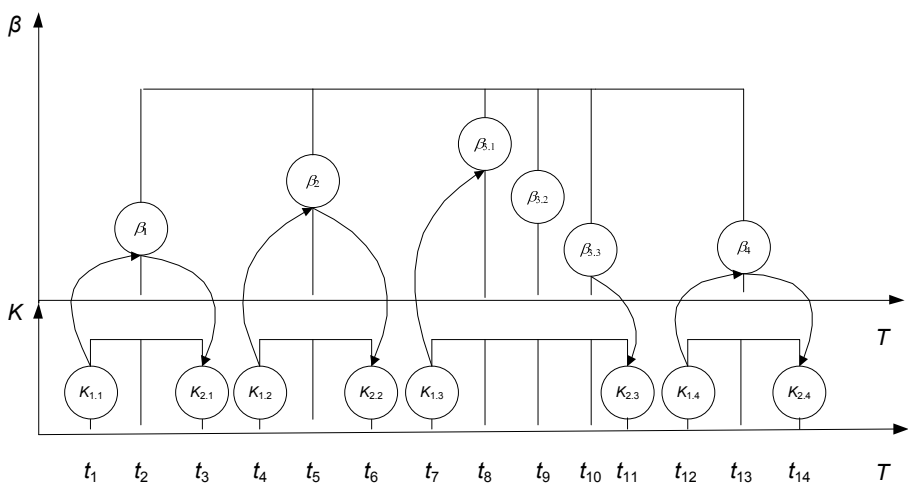 β
β₃.₁
β₂
β₃.₂
β₁
β₃.₃
β₄
K
T
K₁.₁ K₂.₁ K₁.₂ K₂.₂ K₁.₃ K₂.₃ K₁.₄ K₂.₄
t₁ t₂ t₃ t₄ t₅ t₆ t₇ t₈ t₉ t₁₀ t₁₁ t₁₂ t₁₃ t₁₄ T